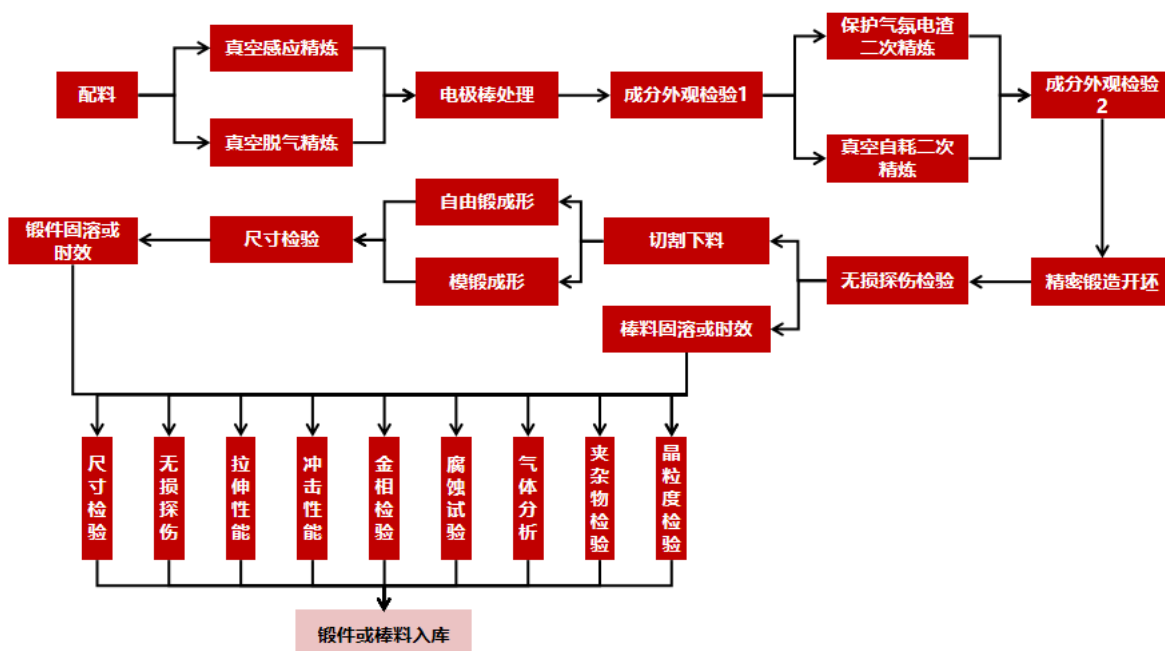 配料
真空感应精炼
真空脱气精炼
电极棒处理
成分外观检验1
保护气氛电渣
二次精炼
真空自耗二次
精炼
成分外观检验
2
精密锻造开坯
无损探伤检验
切割下料
棒料固溶或时效
自由锻成形
模锻成形
尺寸检验
锻件固溶或
时效
尺寸检验
无损探伤
拉伸性能
冲击性能
金相检验
腐蚀试验
气体分析
夹杂物检验
晶粒度检验
锻件或棒料入库